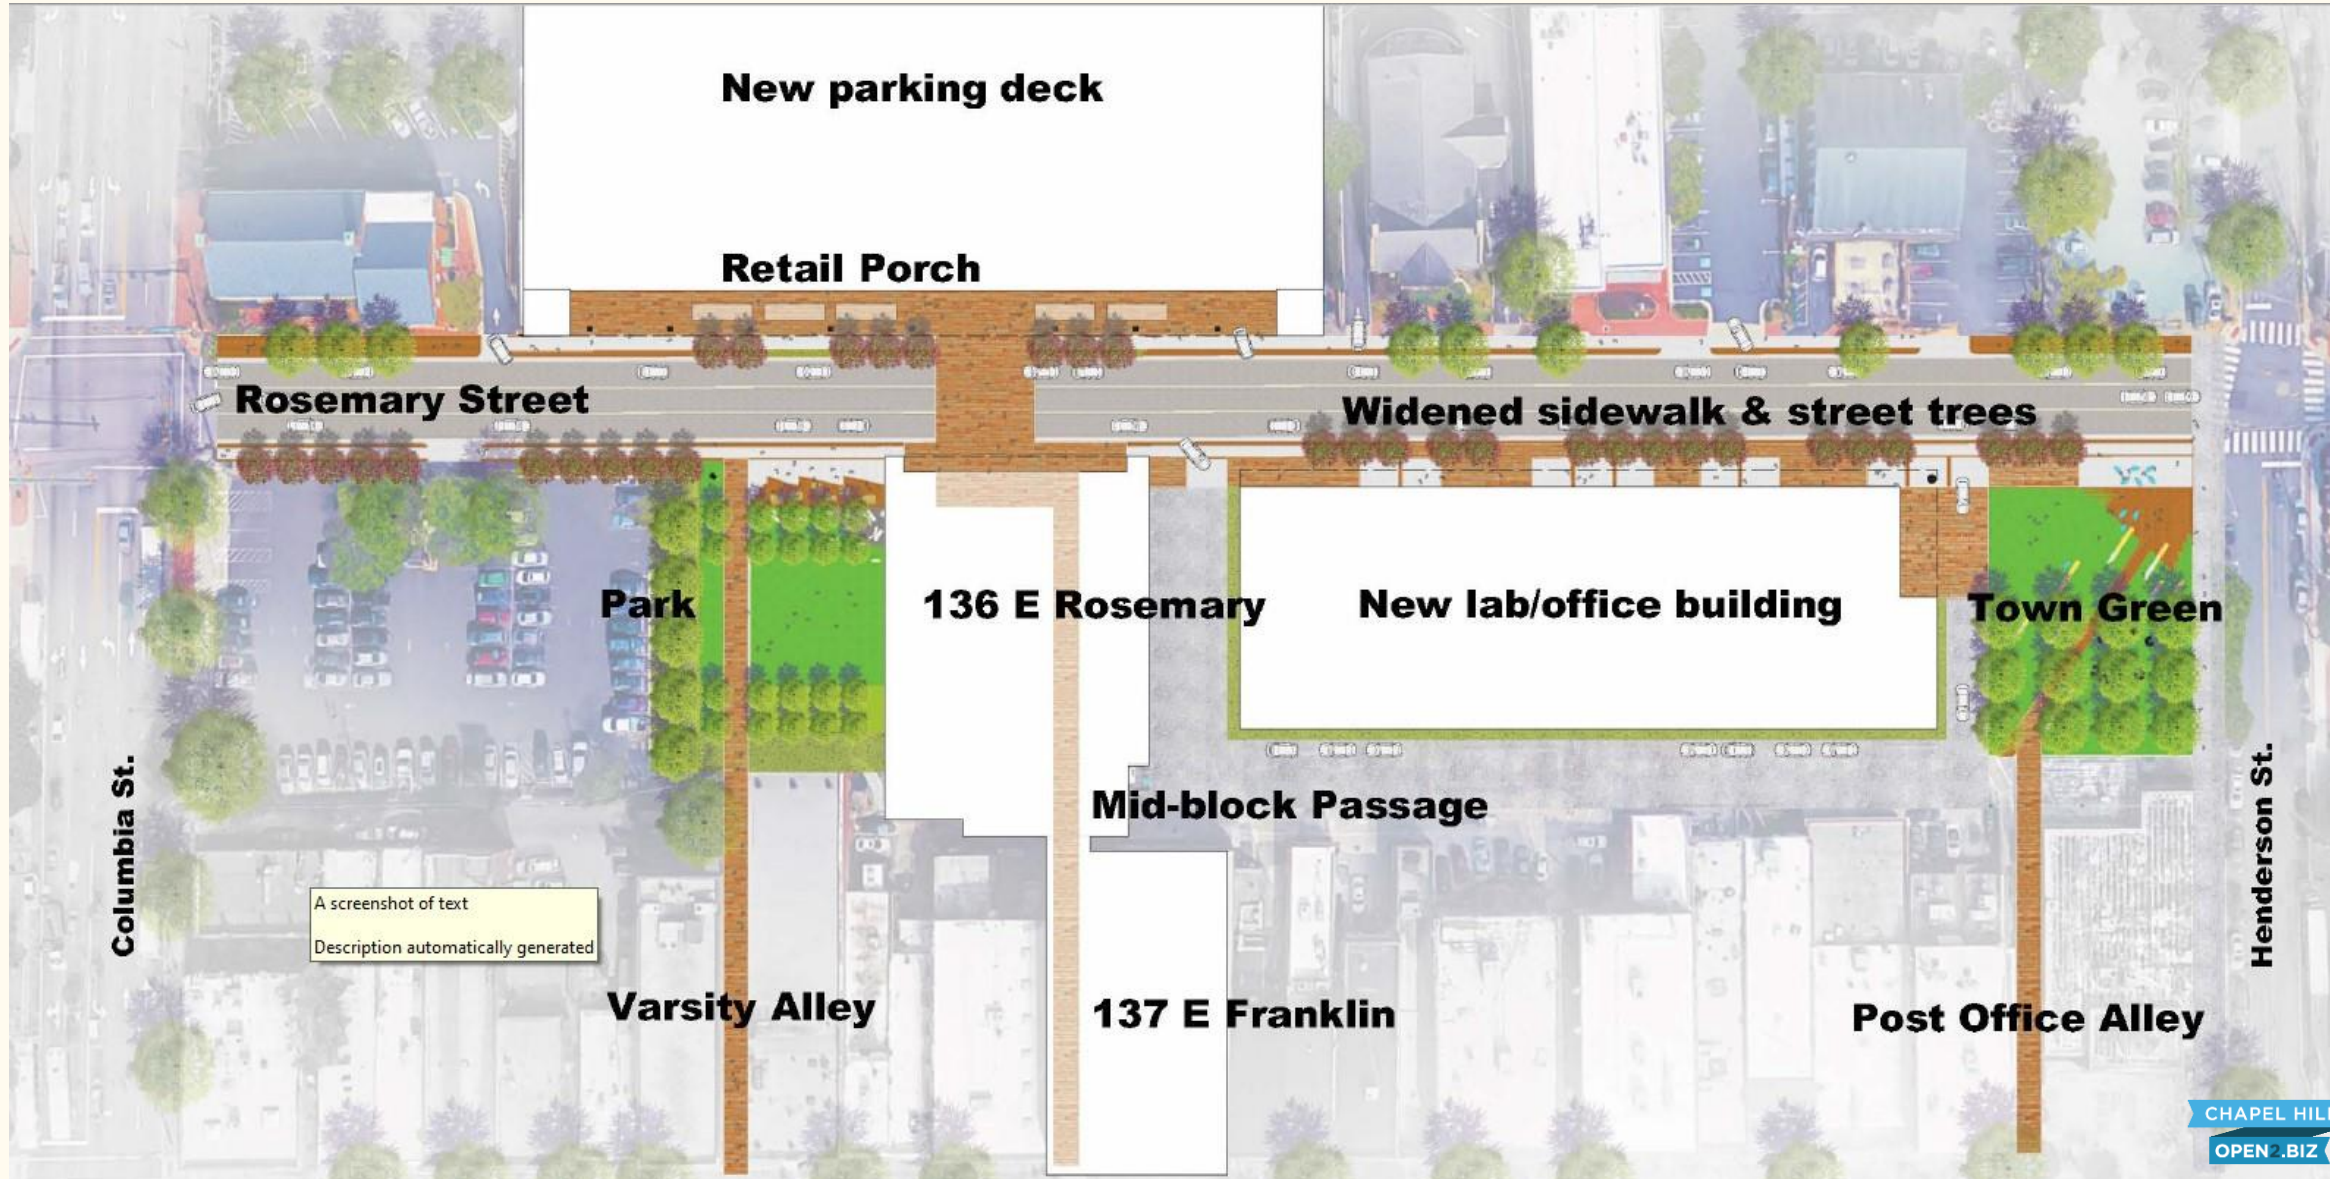 New parking deck
Retail Porch
Rosemary Street
Widened sidewalk & street trees
Park
136 E Rosemary
New lab/office building
Town Green
Columbia St.
Mid-block Passage
Henderson St.
A screenshot of text
Description automatically generated
Varsity Alley
137 E Franklin
Post Office Alley
CHAPEL HILL
OPEN2.BIZ